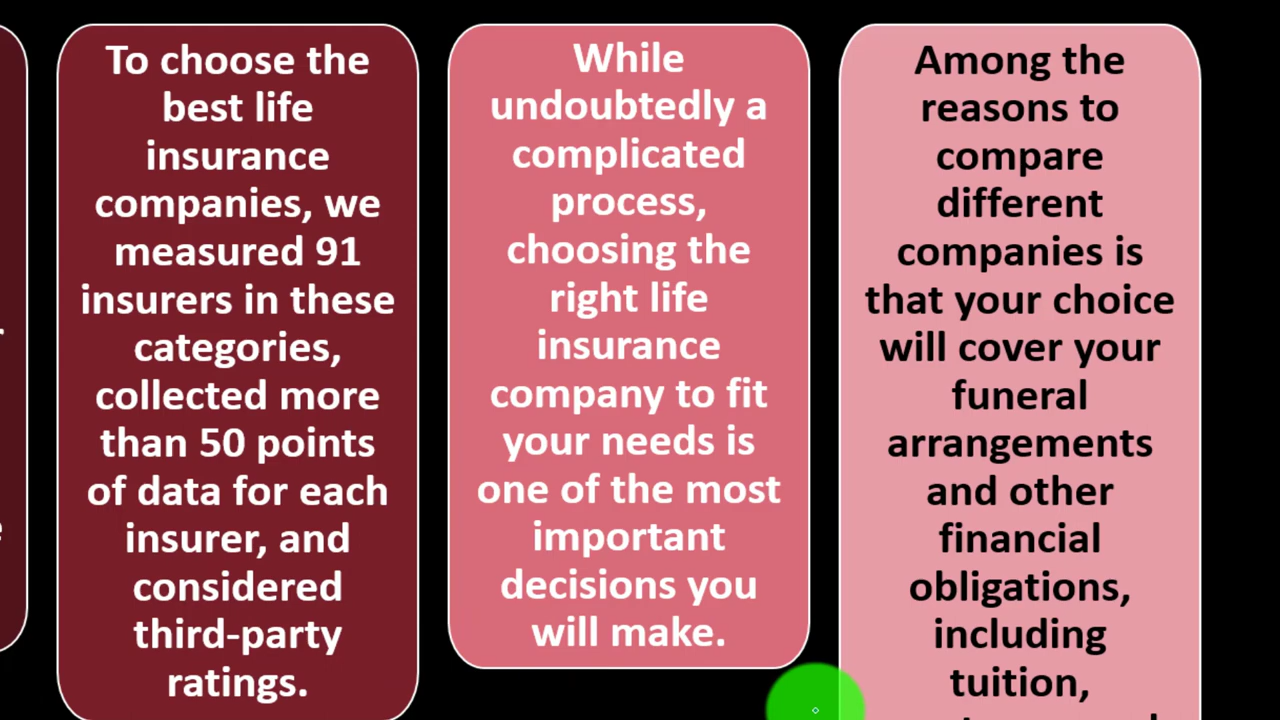 To choose the
best life
insurance
companies, we
measured 91
insurers in these
categories,
collected more
than 50 points
of data for each
insurer, and
considered
third-party
ratings.
While
undoubtedly a
complicated
process,
choosing the
right life
insurance
company to fit
your needs is
one of the most
important
decisions you
will make.
Among the
reasons to
compare
different
companies is
that your choice
will cover your
funeral
arrangements
and other
financial
obligations,
including
tuition,